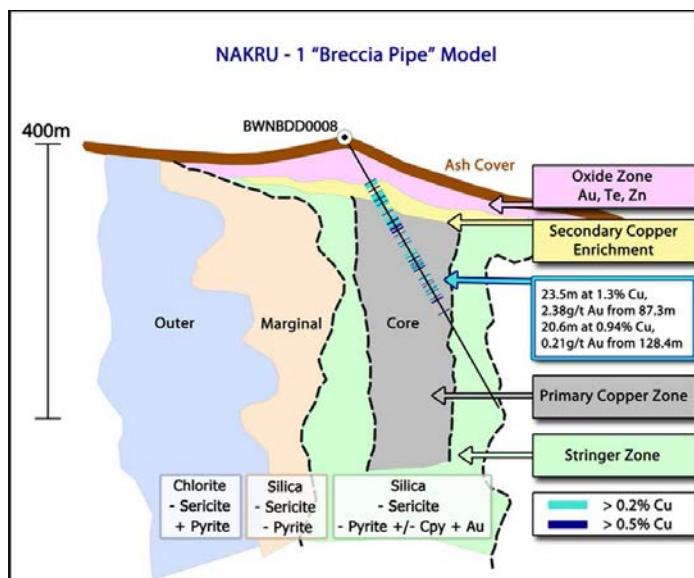 NAKRU - 1 "Breccia Pipe" Model
400m
BWNBDD0008
Ash Cover
Oxide Zone
Au, Te, Zn
Secondary Copper
Enrichment
23.5m at 1.3% Cu,
2.38g/t Au from 87.3m
20.6m at 0.94% Cu,
0.21g/t Au from 128.4m
Outer
Marginal
Core
Primary Copper Zone
Stringer Zone
Chlorite
- Sericite
+ Pyrite
Silica
- Sericite
- Pyrite
Silica
- Sericite
- Pyrite +/- Cpy + Au
> 0.2% Cu
> 0.5% Cu